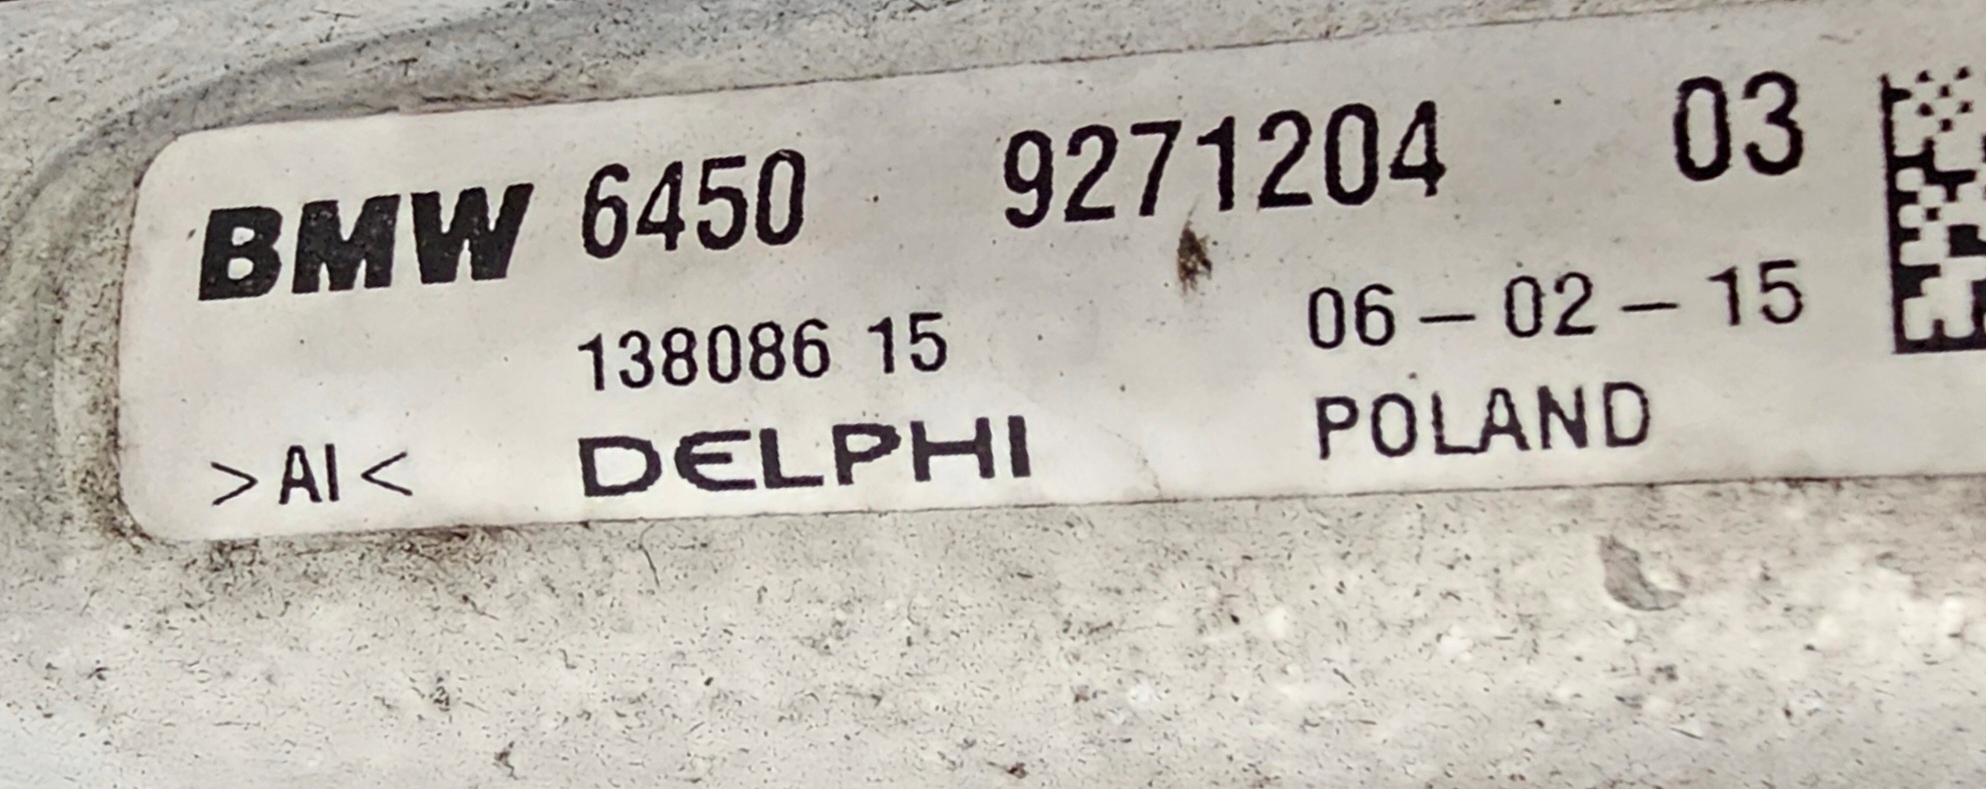 BMW 6450 9271204 03
138086 15 06-02-15
>Al< DELPHI POLAND